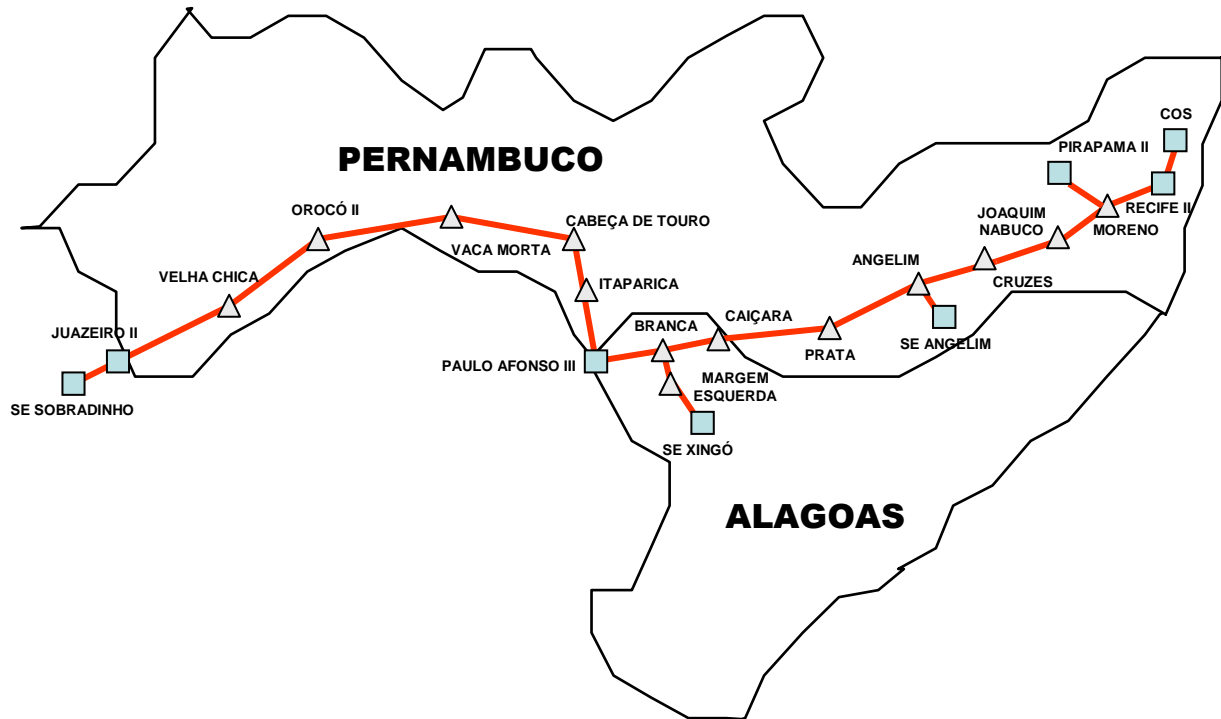 COS
PIRAPAMA II
PERNAMBUCO
RECIFE II
OROCÓ II
CABEÇA DE TOURO
JOAQUIM
NABUCO
MORENO
VACA MORTA
ANGELIM
VELHA CHICA
ITAPARICA
CRUZES
CAIÇARA
JUAZEIRO II
BRANCA
SE ANGELIM
PRATA
PAULO AFONSO III
MARGEM
ESQUERDA
SE SOBRADINHO
SE XINGÓ
ALAGOAS